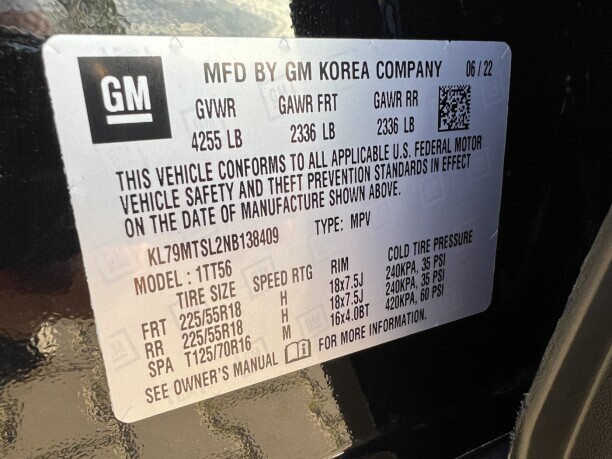 GM
MFD BY GM KOREA COMPANY 06 / 22
GVWR GAWR FRT GAWR RR
4255 LB 2336 LB 2336 LB
THIS VEHICLE CONFORMS TO ALL APPLICABLE U.S. FEDERAL MOTOR
VEHICLE SAFETY AND THEFT PREVENTION STANDARDS IN EFFECT
ON THE DATE OF MANUFACTURE SHOWN ABOVE.
KL79MTSL2NB138409 TYPE: MPV
MODEL: 1TT56
TIRE SIZE SPEED RTG RIM COLD TIRE PRESSURE
FRT 225/55R18 H 18x7.5J 240KPA, 35 PSI
RR 225/55R18 H 18x7.5J 240KPA, 35 PSI
SPA T125/70R16 M 16x4.0BT 420KPA, 60 PSI
SEE OWNER'S MANUAL FOR MORE INFORMATION.